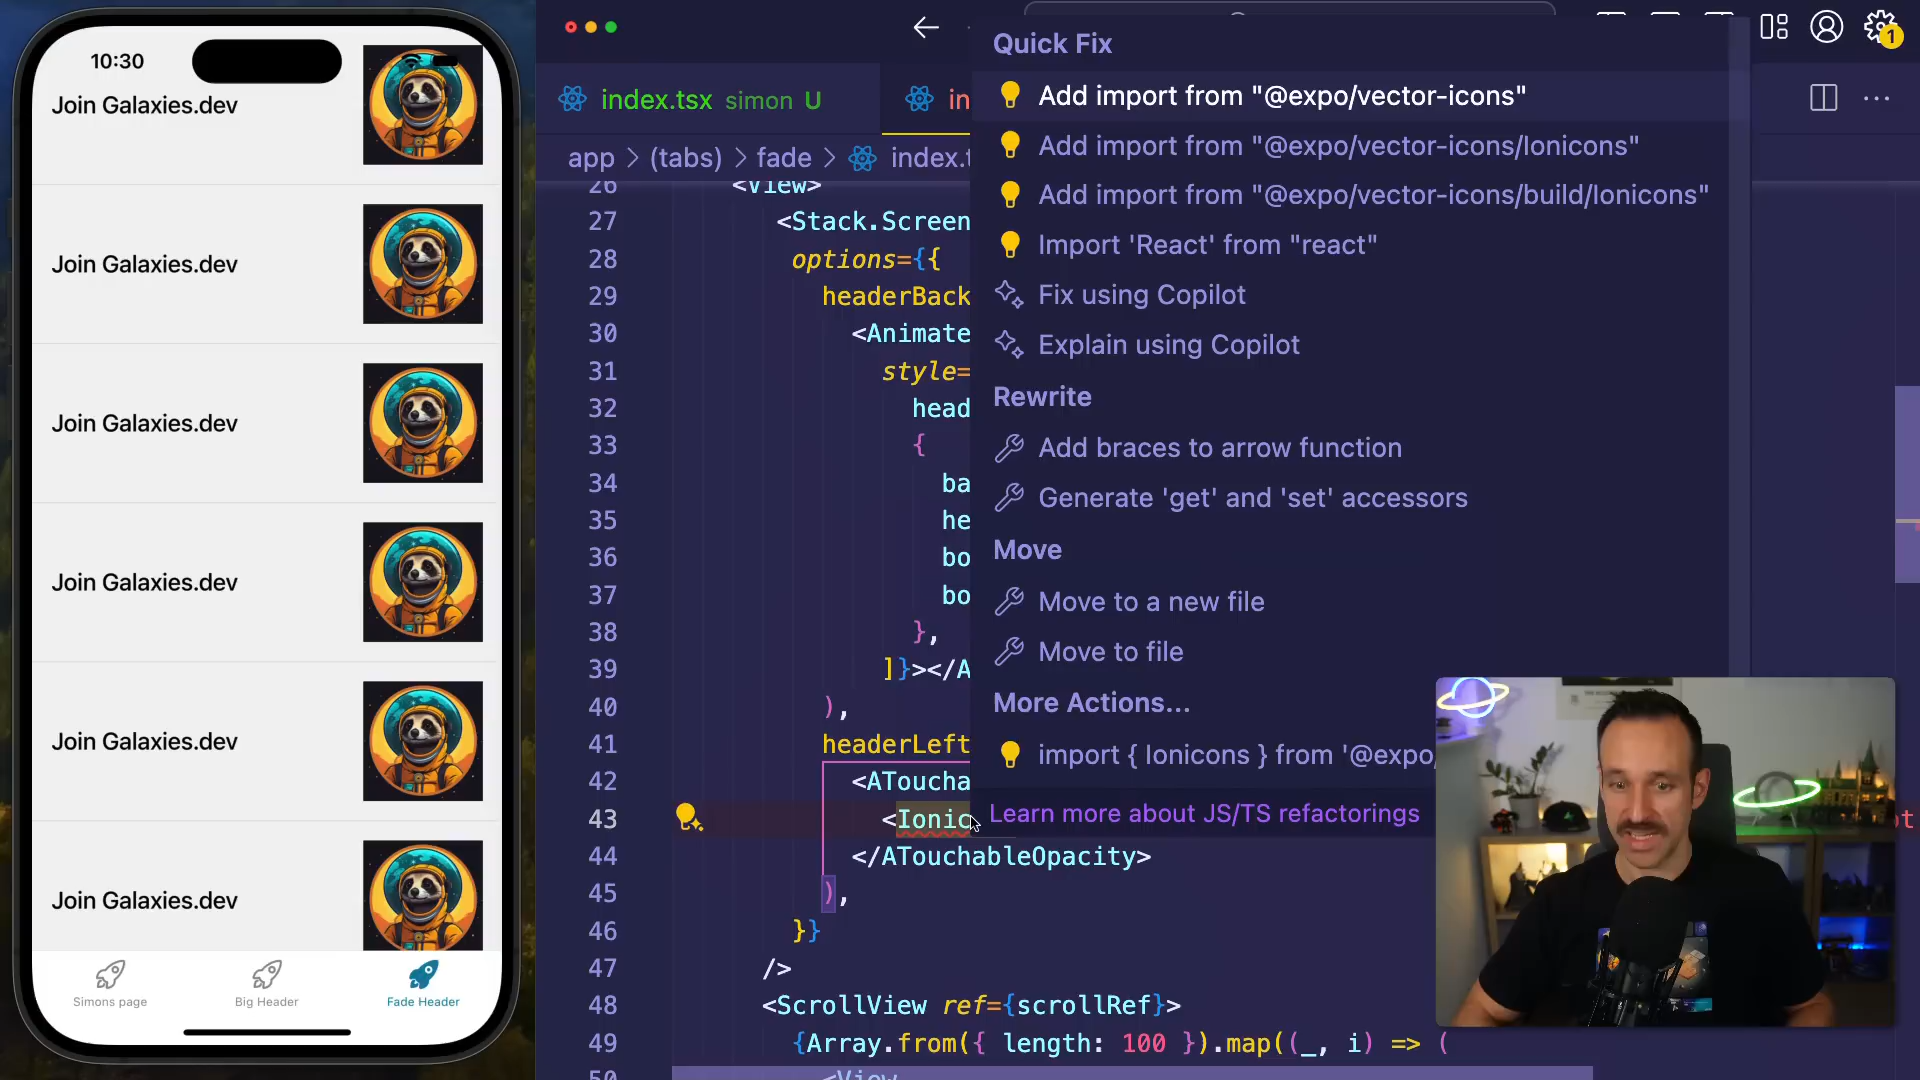 10:30
Join Galaxies.dev
Join Galaxies.dev
Join Galaxies.dev
Join Galaxies.dev
Join Galaxies.dev
Join Galaxies.dev
Simons page
Big Header
Fade Header
1
index.tsx simon U
in
app > (tabs) > fade > index.t
Quick Fix
Add import from "@expo/vector-icons"
Add import from "@expo/vector-icons/Ionicons"
Add import from "@expo/vector-icons/build/Ionicons"
Import 'React' from "react"
Fix using Copilot
Explain using Copilot
Rewrite
Add braces to arrow function
Generate 'get' and 'set' accessors
Move
Move to a new file
Move to file
More Actions...
import { Ionicons } from '@expo/
Learn more about JS/TS refactorings
26 <View>
27 <Stack.Screen
28 options={{
29 headerBack
30 <Animate
31 style=
32 head
33 {
34 ba
35 he
36 bo
37 bo
38 },
39 ]}></A
40 ),
41 headerLeft
42 <AToucha
43 <Ionic
44 </ATouchableOpacity>
45 ),
46 }}
47 />
48 <ScrollView ref={scrollRef}>
49 {Array.from({ length: 100 }).map((_, i) => (
50 <View